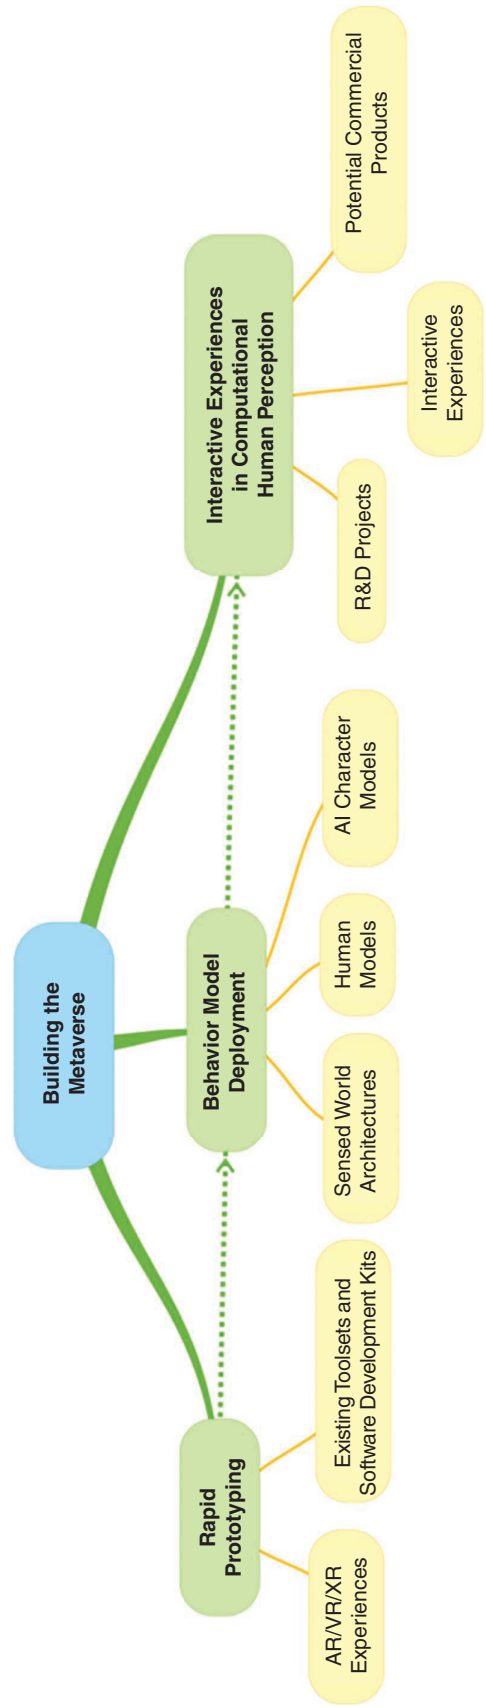 Building the
Metaverse
Rapid
Prototyping
Behavior Model
Deployment
Interactive Experiences
in Computational
Human Perception
AR/VR/XR
Experiences
Existing Toolsets and
Software Development Kits
Sensed World
Architectures
Human
Models
AI Character
Models
R&D Projects
Interactive
Experiences
Potential Commercial
Products